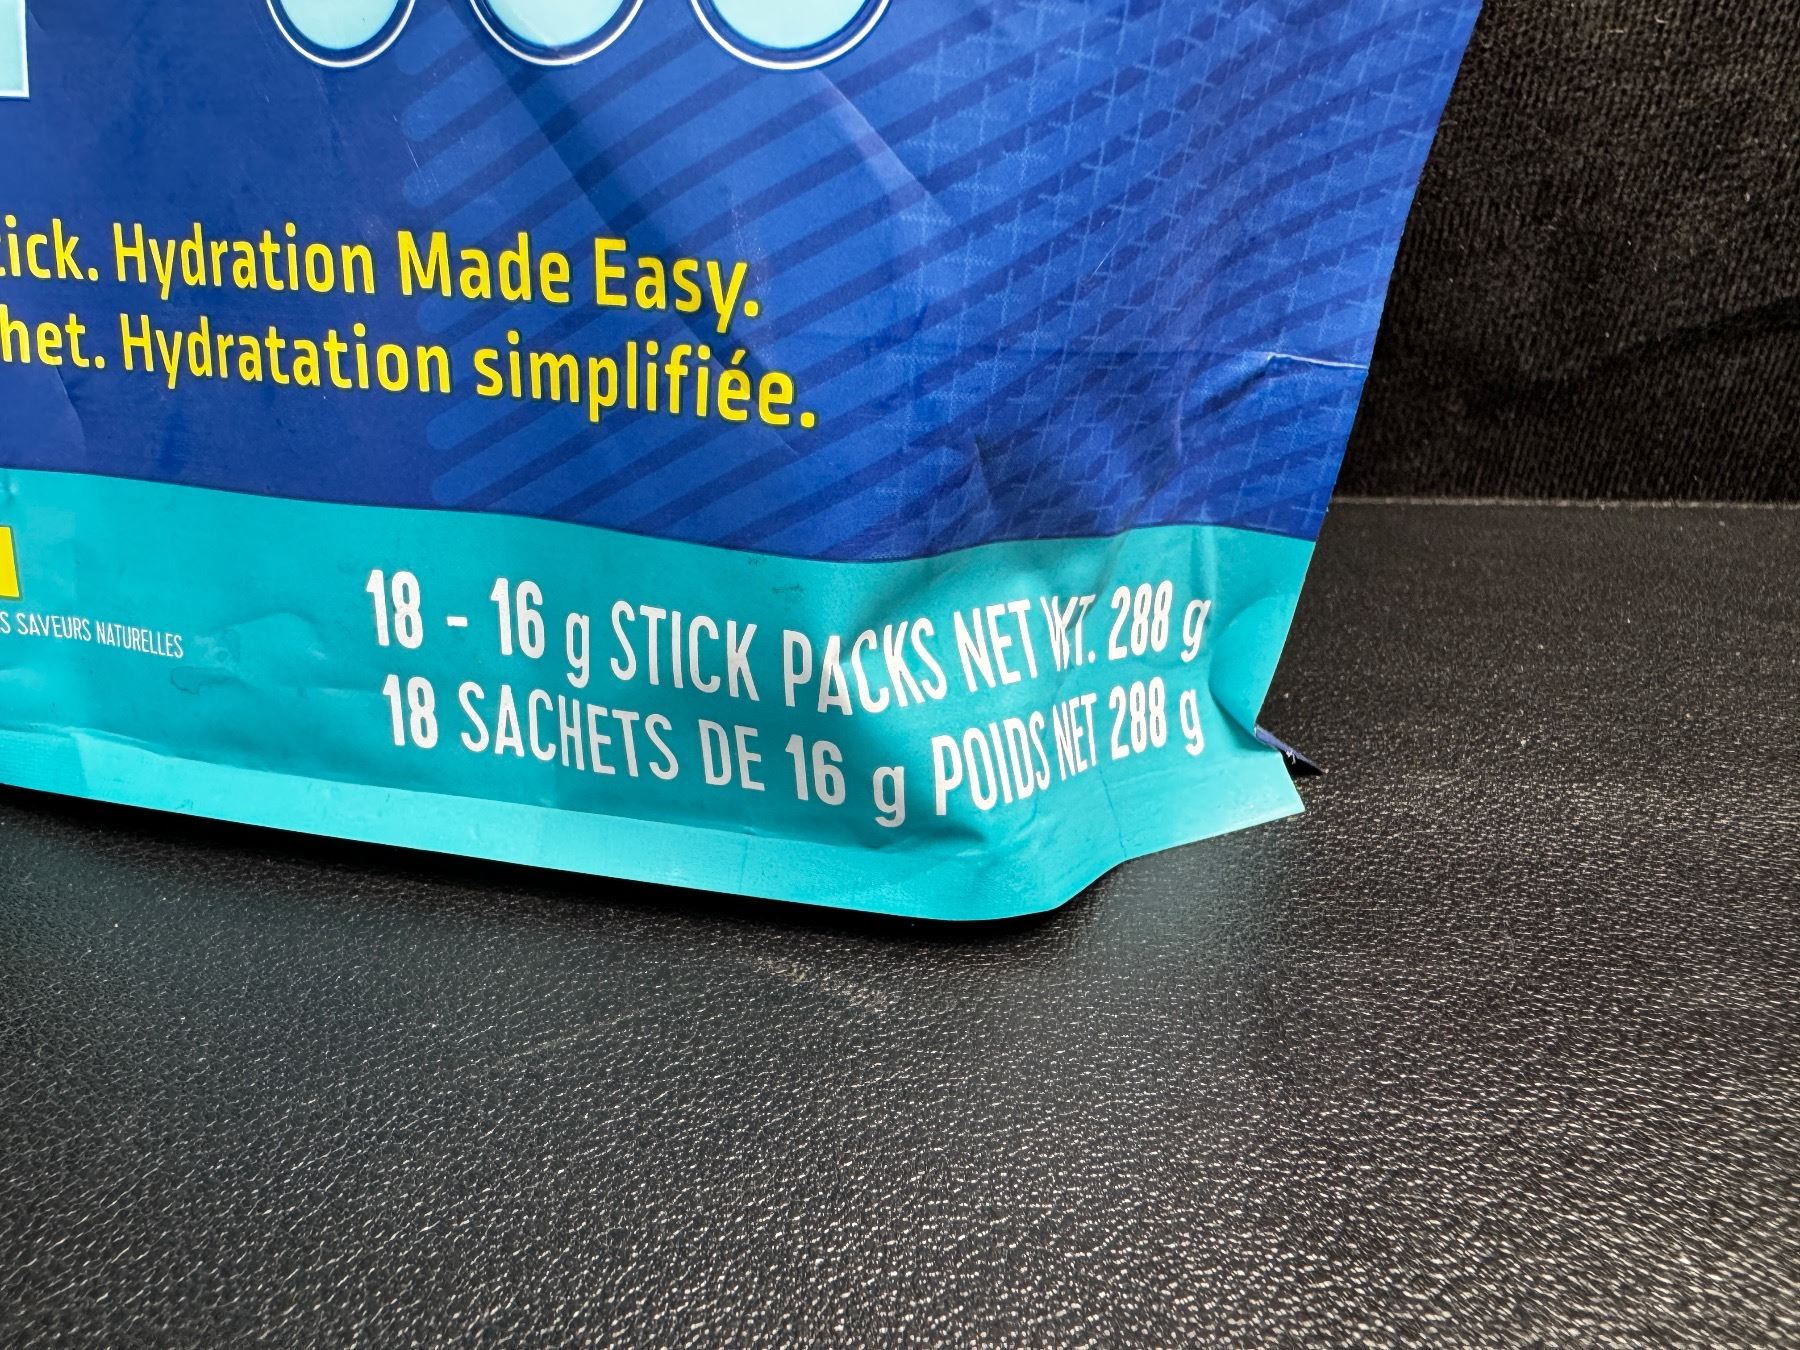 ick. Hydration Made Easy.
het. Hydratation simplifiée.
S SAVEURS NATURELLES
18 - 16 g STICK PACKS NET WT. 288 g
18 SACHETS DE 16 g POIDS NET 288 g